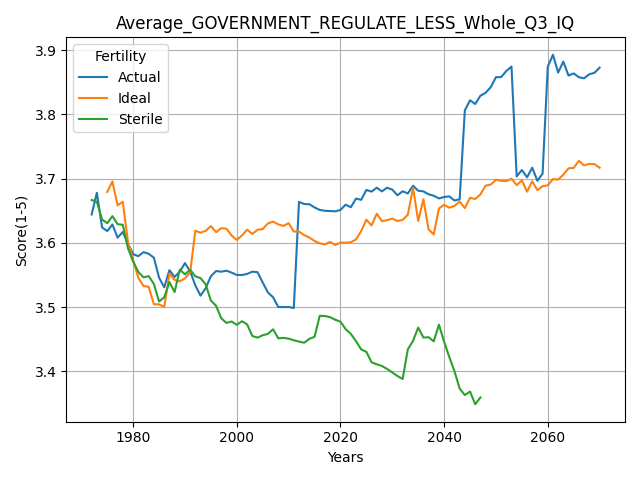 Average_GOVERNMENT_REGULATE_LESS_Whole_Q3_IQ
Fertility
Actual
Ideal
Sterile
Score(1-5)
3.9
3.8
3.7
3.6
3.5
3.4
1980 2000 2020 2040 2060
Years